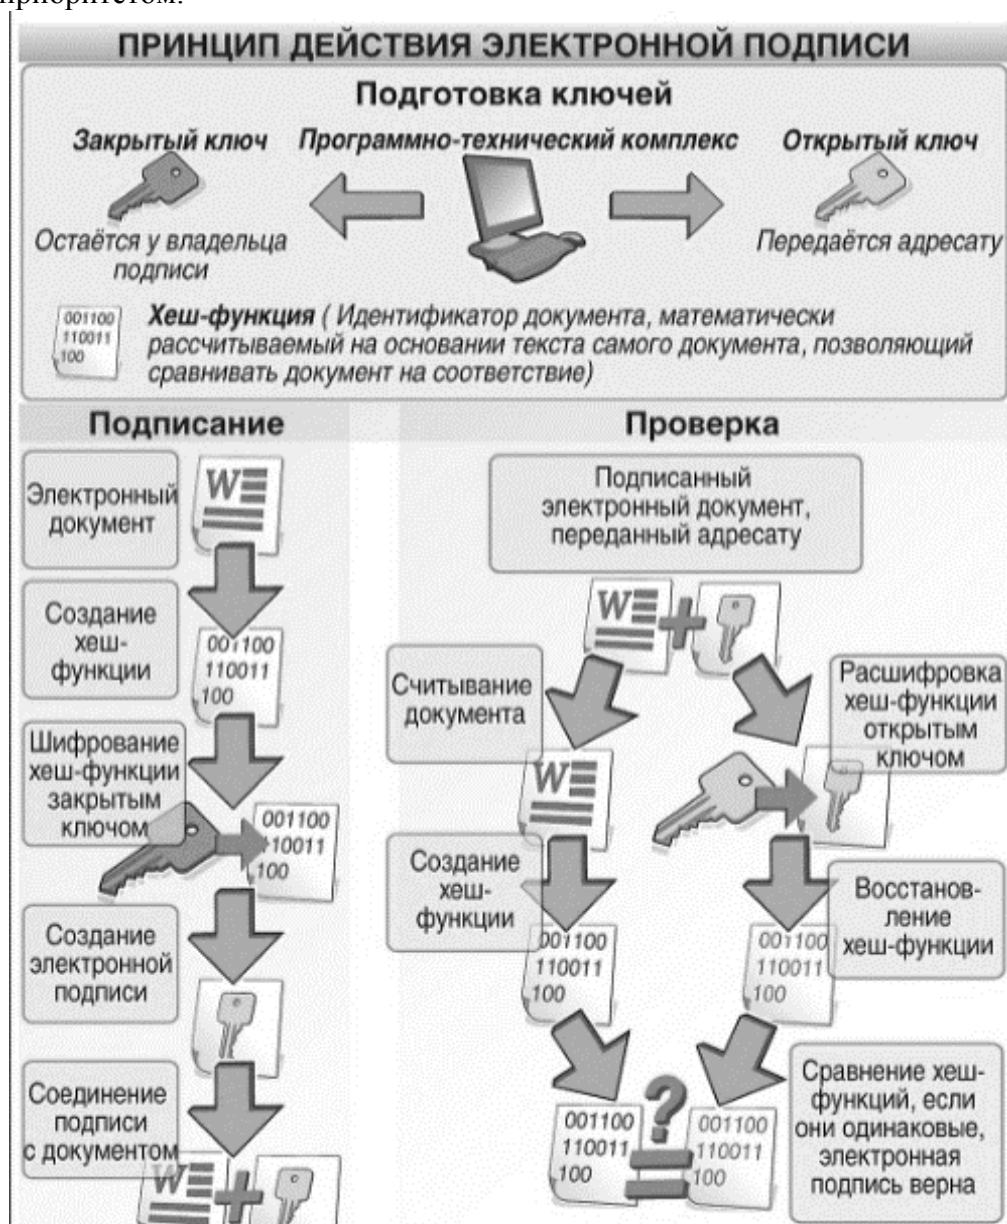 приоритетом.
ПРИНЦИП ДЕЙСТВИЯ ЭЛЕКТРОННОЙ ПОДПИСИ
Подготовка ключей
Закрытый ключ
Программно-технический комплекс
Открытый ключ
Остаётся у владельца
подписи
Передаётся адресату
001100
110011
100
Хеш-функция ( Идентификатор документа, математически
рассчитываемый на основании текста самого документа, позволяющий
сравнивать документ на соответствие)
Подписание
Электронный
документ
W
Создание
хеш-
функции
001100
110011
100
Шифрование
хеш-функции
закрытым
ключом
001100
110011
100
Создание
электронной
подписи
Соединение
подписи
с документом
W
Проверка
Подписанный
электронный документ,
переданный адресату
W
Считывание
документа
W
Расшифровка
хеш-функции
открытым
ключом
Создание
хеш-
функции
001100
110011
100
Восстанов-
ление
хеш-функции
001100
110011
100
001100
110011
100
?
001100
110011
100
Сравнение хеш-
функций, если
они одинаковые,
электронная
подпись верна